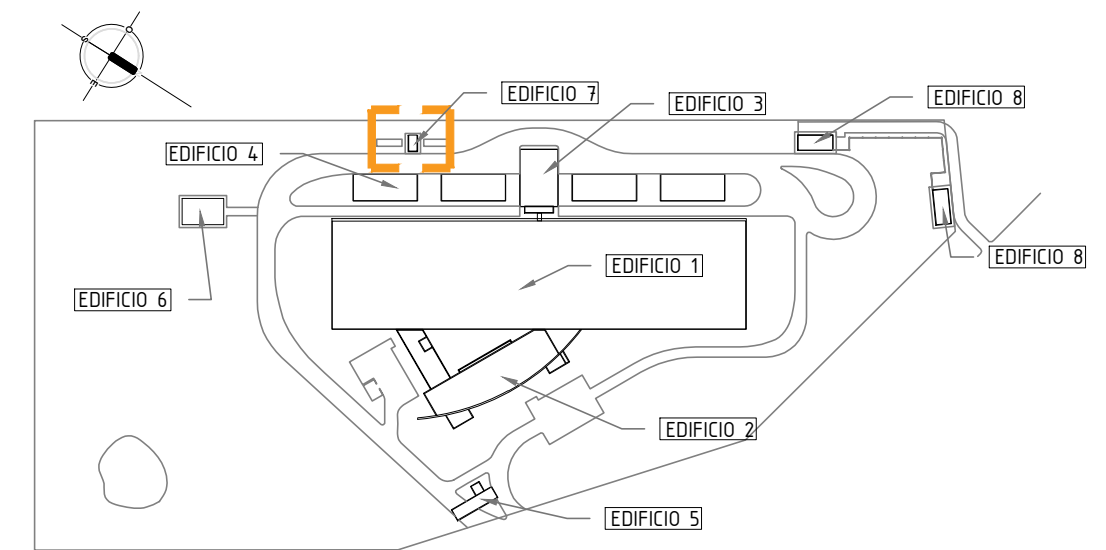 O
S
E
EDIFICIO 7
EDIFICIO 3
EDIFICIO 8
EDIFICIO 4
EDIFICIO 8
EDIFICIO 1
EDIFICIO 6
EDIFICIO 2
EDIFICIO 5